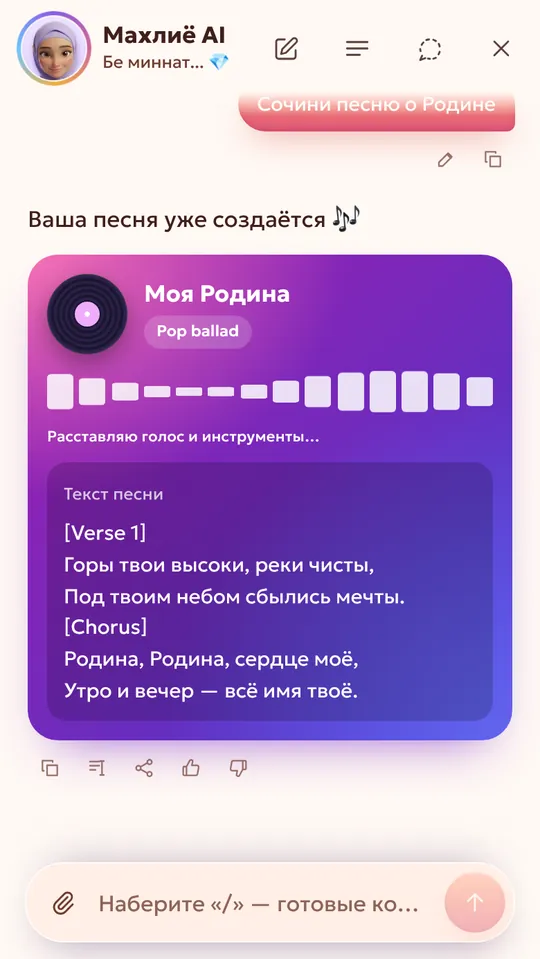 Махлиё AI
Бе миннат... 💎
Сочини песню о Родине
Ваша песня уже создаётся 🎶
Моя Родина
Pop ballad
Расставляю голос и инструменты...
Текст песни
[Verse 1]
Горы твои высоки, реки чисты,
Под твоим небом сбылись мечты.
[Chorus]
Родина, Родина, сердце моё,
Утро и вечер — всё имя твоё.
Наберите «/» — готовые ко...